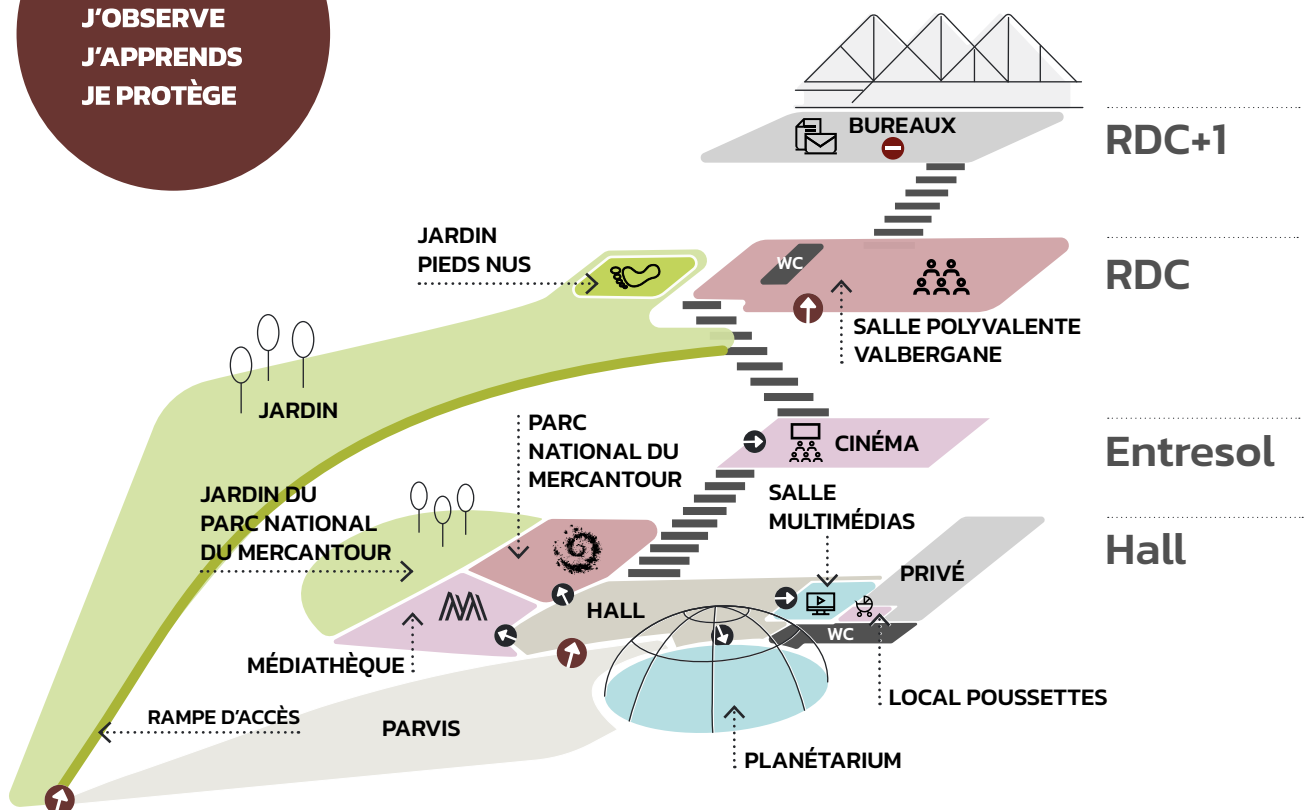 J'OBSERVE
J'APPRENDS
JE PROTÈGE
BUREAUX
RDC+1
JARDIN
PIEDS NUS
WC
RDC
SALLE POLYVALENTE
VALBERGANE
JARDIN
PARC
NATIONAL DU
MERCANTOUR
CINÉMA
Entresol
JARDIN DU
PARC NATIONAL
DU MERCANTOUR
SALLE
MULTIMÉDIAS
Hall
PRIVÉ
HALL
WC
MÉDIATHÈQUE
LOCAL POUSSETTES
RAMPE D'ACCÈS
PARVIS
PLANÉTARIUM